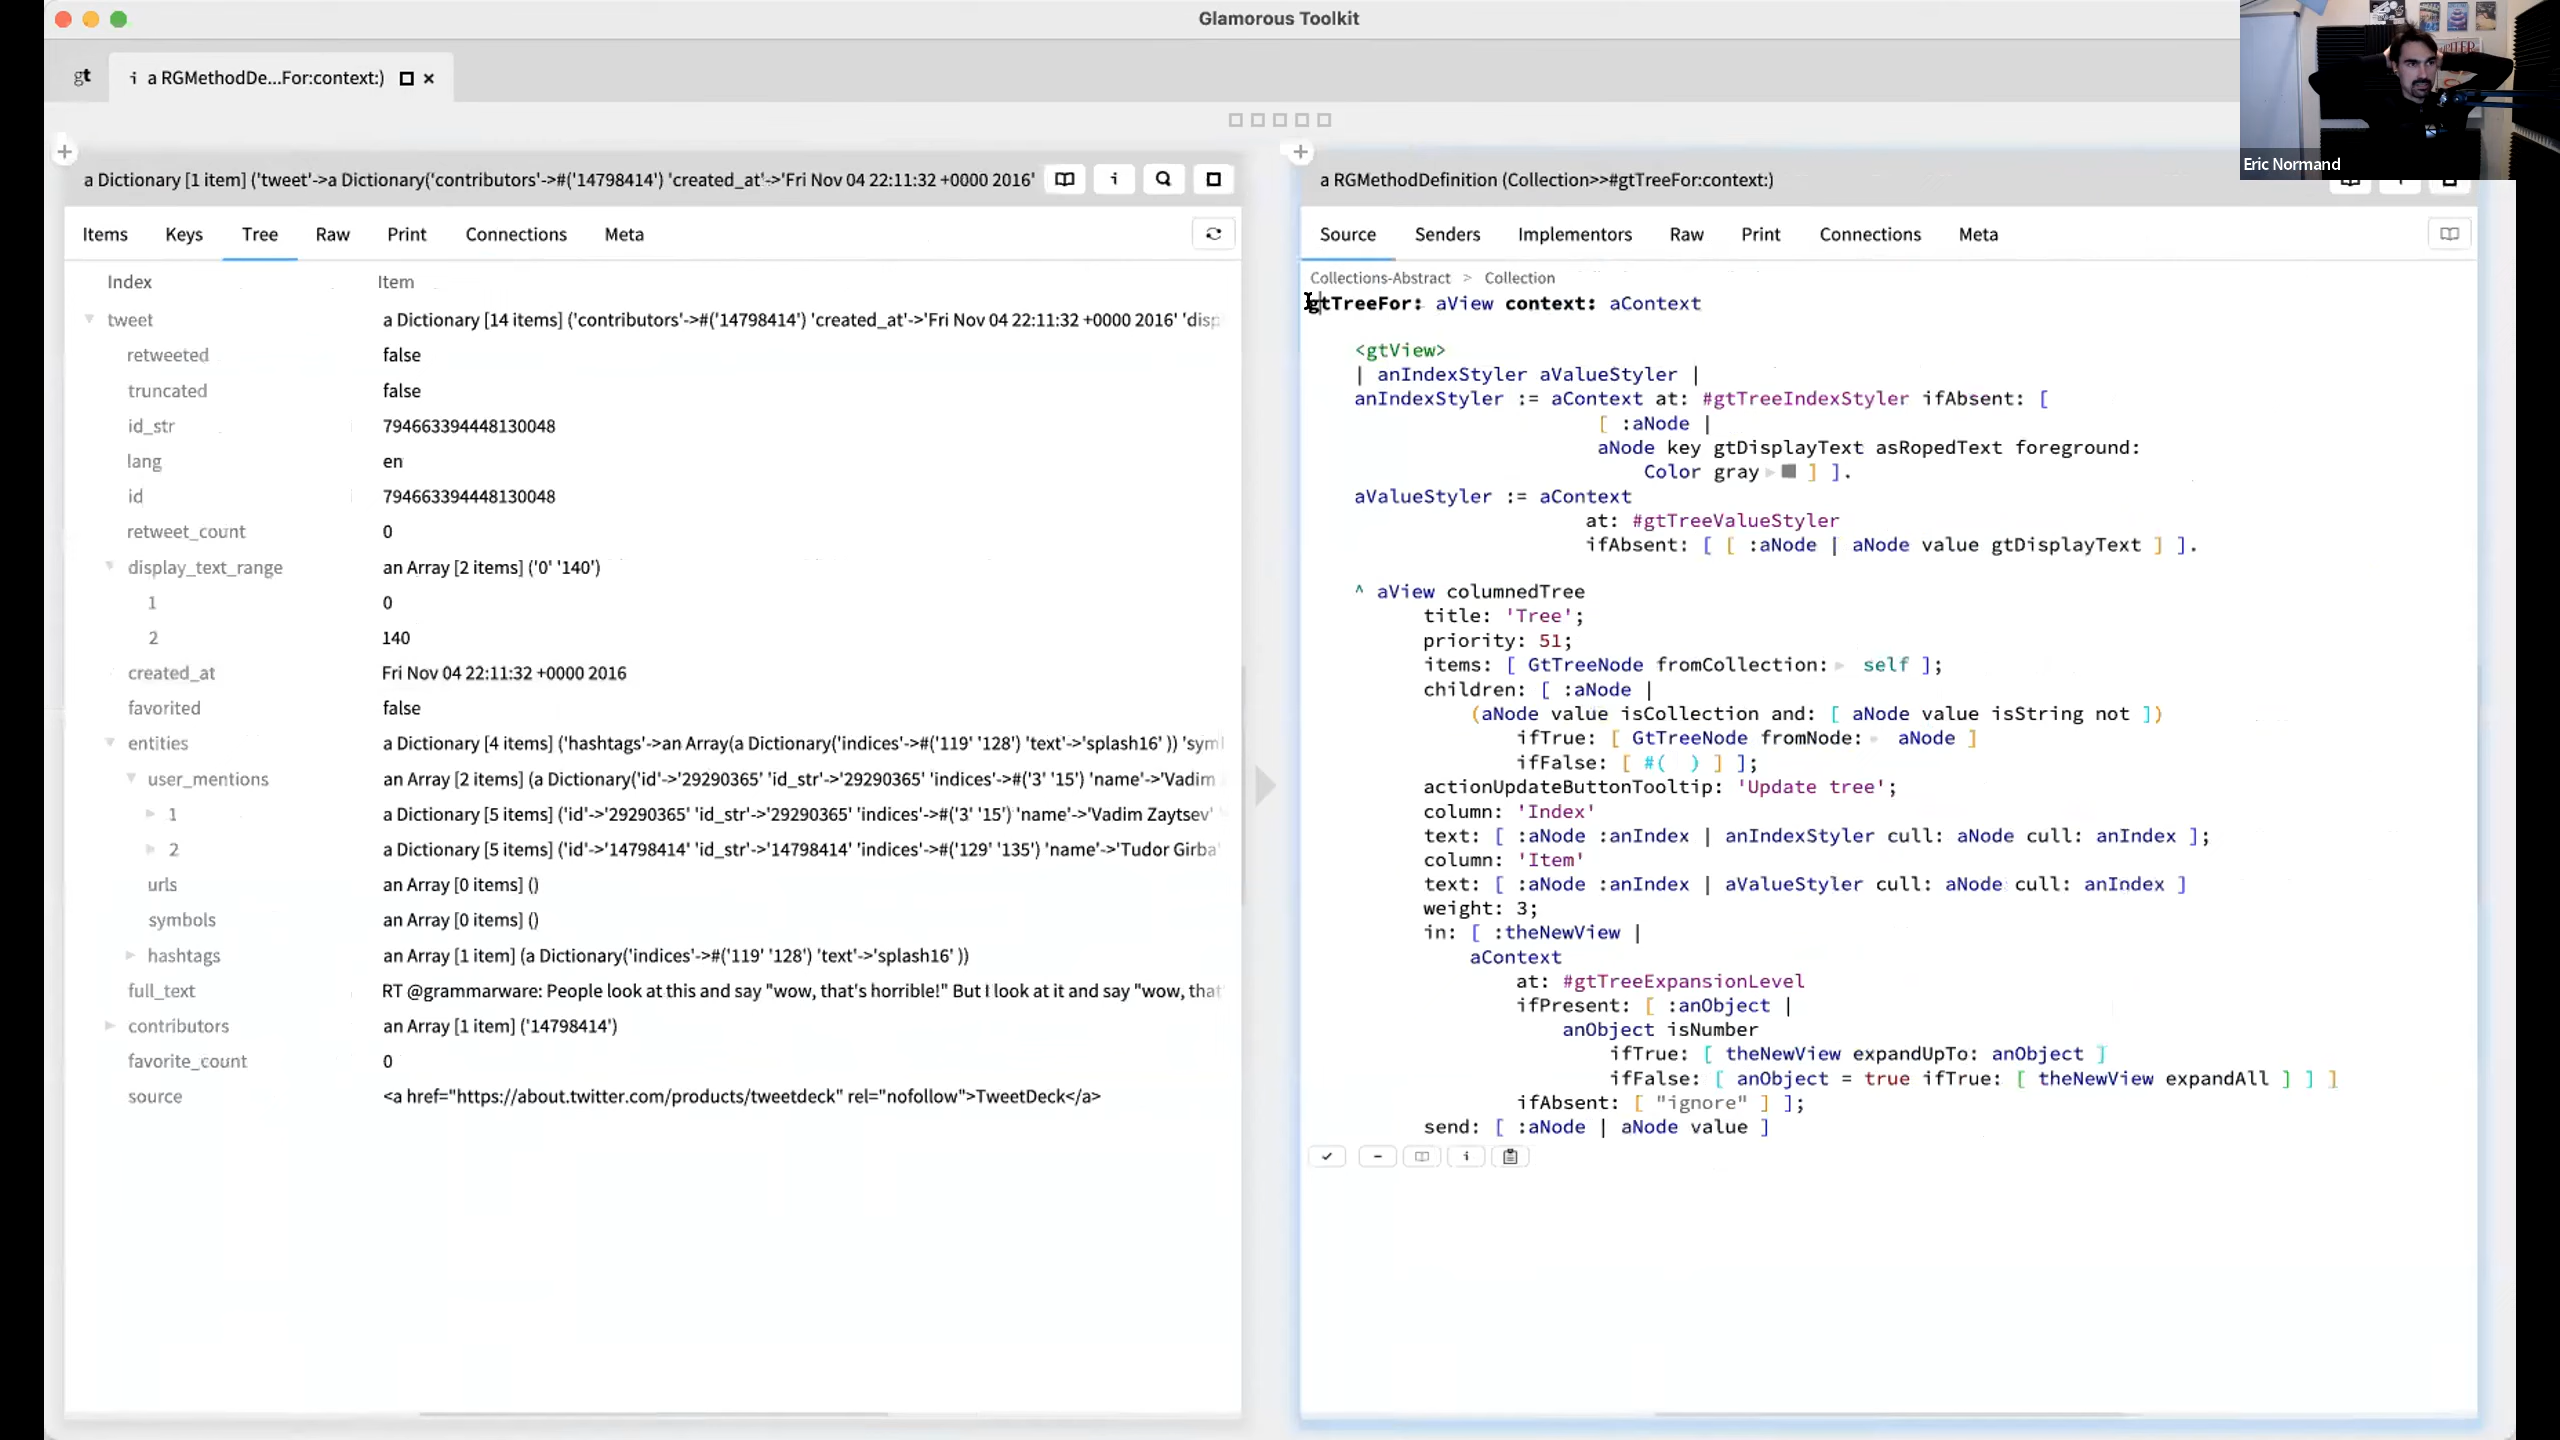 Glamorous Toolkit
gt
i a RGMethodDe...For:context:)
Eric Normand
a Dictionary [1 item] ('tweet'->a Dictionary('contributors'->#('14798414') 'created_at'->'Fri Nov 04 22:11:32 +0000 2016'
Items Keys Tree Raw Print Connections Meta
Index Item
tweet a Dictionary [14 items] ('contributors'->#('14798414') 'created_at'->'Fri Nov 04 22:11:32 +0000 2016' 'disp
retweeted false
truncated false
id_str 794663394448130048
lang en
id 794663394448130048
retweet_count 0
display_text_range an Array [2 items] ('0' '140')
1 0
2 140
created_at Fri Nov 04 22:11:32 +0000 2016
favorited false
entities a Dictionary [4 items] ('hashtags'->an Array(a Dictionary('indices'->#('119' '128') 'text'->'splash16' )) 'syml
user_mentions an Array [2 items] (a Dictionary('id'->'29290365' 'id_str'->'29290365' 'indices'->#('3' '15') 'name'->'Vadim
1 a Dictionary [5 items] ('id'->'29290365' 'id_str'->'29290365' 'indices'->#('3' '15') 'name'->'Vadim Zaytsev'
2 a Dictionary [5 items] ('id'->'14798414' 'id_str'->'14798414' 'indices'->#('129' '135') 'name'->'Tudor Girba'
urls an Array [0 items] ()
symbols an Array [0 items] ()
hashtags an Array [1 item] (a Dictionary('indices'->#('119' '128') 'text'->'splash16' ))
full_text RT @grammarware: People look at this and say "wow, that's horrible!" But I look at it and say "wow, that
contributors an Array [1 item] ('14798414')
favorite_count 0
source <a href="https://about.twitter.com/products/tweetdeck" rel="nofollow">TweetDeck</a>
a RGMethodDefinition (Collection>>#gtTreeFor:context:)
Source Senders Implementors Raw Print Connections Meta
Collections-Abstract > Collection
gtTreeFor: aView context: aContext
<gtView>
| anIndexStyler aValueStyler |
anIndexStyler := aContext at: #gtTreeIndexStyler ifAbsent: [
[ :aNode |
aNode key gtDisplayText asRopedText foreground:
Color gray ] ].
aValueStyler := aContext
at: #gtTreeValueStyler
ifAbsent: [ [ :aNode | aNode value gtDisplayText ] ].
^ aView columnedTree
title: 'Tree';
priority: 51;
items: [ GtTreeNode fromCollection: self ];
children: [ :aNode |
(aNode value isCollection and: [ aNode value isString not ])
ifTrue: [ GtTreeNode fromNode: aNode ]
ifFalse: [ #( ) ] ];
actionUpdateButtonTooltip: 'Update tree';
column: 'Index'
text: [ :aNode :anIndex | anIndexStyler cull: aNode cull: anIndex ];
column: 'Item'
text: [ :aNode :anIndex | aValueStyler cull: aNode cull: anIndex ]
weight: 3;
in: [ :theNewView |
aContext
at: #gtTreeExpansionLevel
ifPresent: [ :anObject |
anObject isNumber
ifTrue: [ theNewView expandUpTo: anObject ]
ifFalse: [ anObject = true ifTrue: [ theNewView expandAll ] ] ]
ifAbsent: [ "ignore" ] ];
send: [ :aNode | aNode value ]